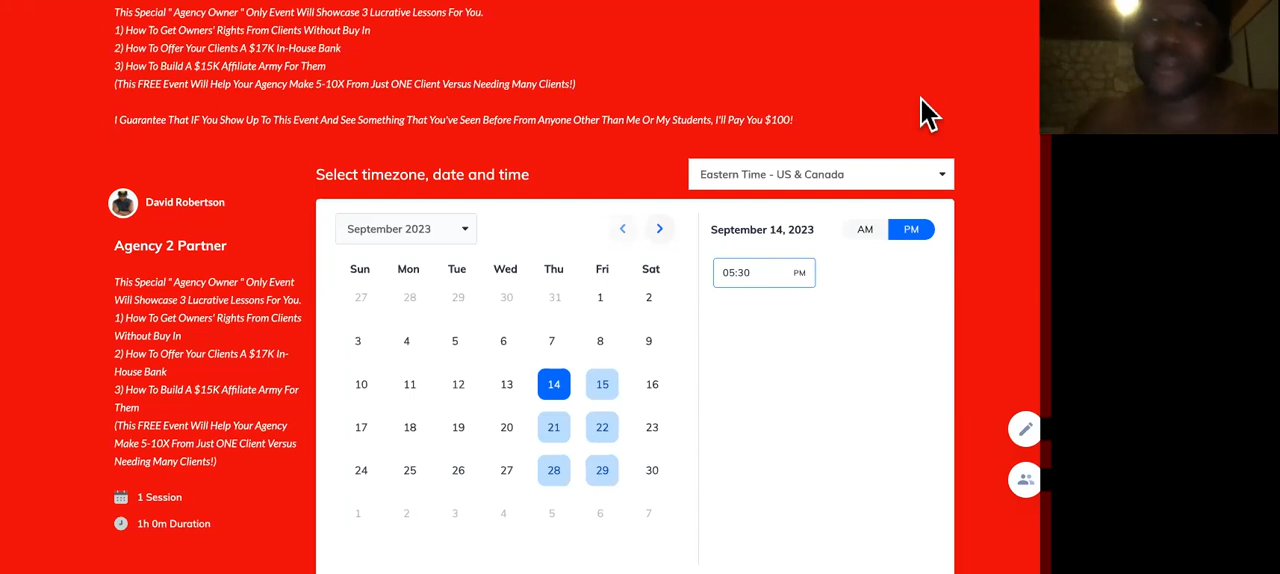 This Special " Agency Owner " Only Event Will Showcase 3 Lucrative Lessons For You.
1) How To Get Owners' Rights From Clients Without Buy In
2) How To Offer Your Clients A $17K In-House Bank
3) How To Build A $15K Affiliate Army For Them
(This FREE Event Will Help Your Agency Make 5-10X From Just ONE Client Versus Needing Many Clients!)
I Guarantee That IF You Show Up To This Event And See Something That You've Seen Before From Anyone Other Than Me Or My Students, I'll Pay You $100!
Select timezone, date and time
Eastern Time - US & Canada
David Robertson
Agency 2 Partner
This Special " Agency Owner " Only Event
Will Showcase 3 Lucrative Lessons For You.
1) How To Get Owners' Rights From Clients
Without Buy In
2) How To Offer Your Clients A $17K In-
House Bank
3) How To Build A $15K Affiliate Army For
Them
(This FREE Event Will Help Your Agency
Make 5-10X From Just ONE Client Versus
Needing Many Clients!)
1 Session
1h 0m Duration
September 2023
Sun Mon Tue Wed Thu Fri Sat
27 28 29 30 31 1 2
3 4 5 6 7 8 9
10 11 12 13 14 15 16
17 18 19 20 21 22 23
24 25 26 27 28 29 30
1 2 3 4 5 6 7
September 14, 2023
AM PM
05:30 PM